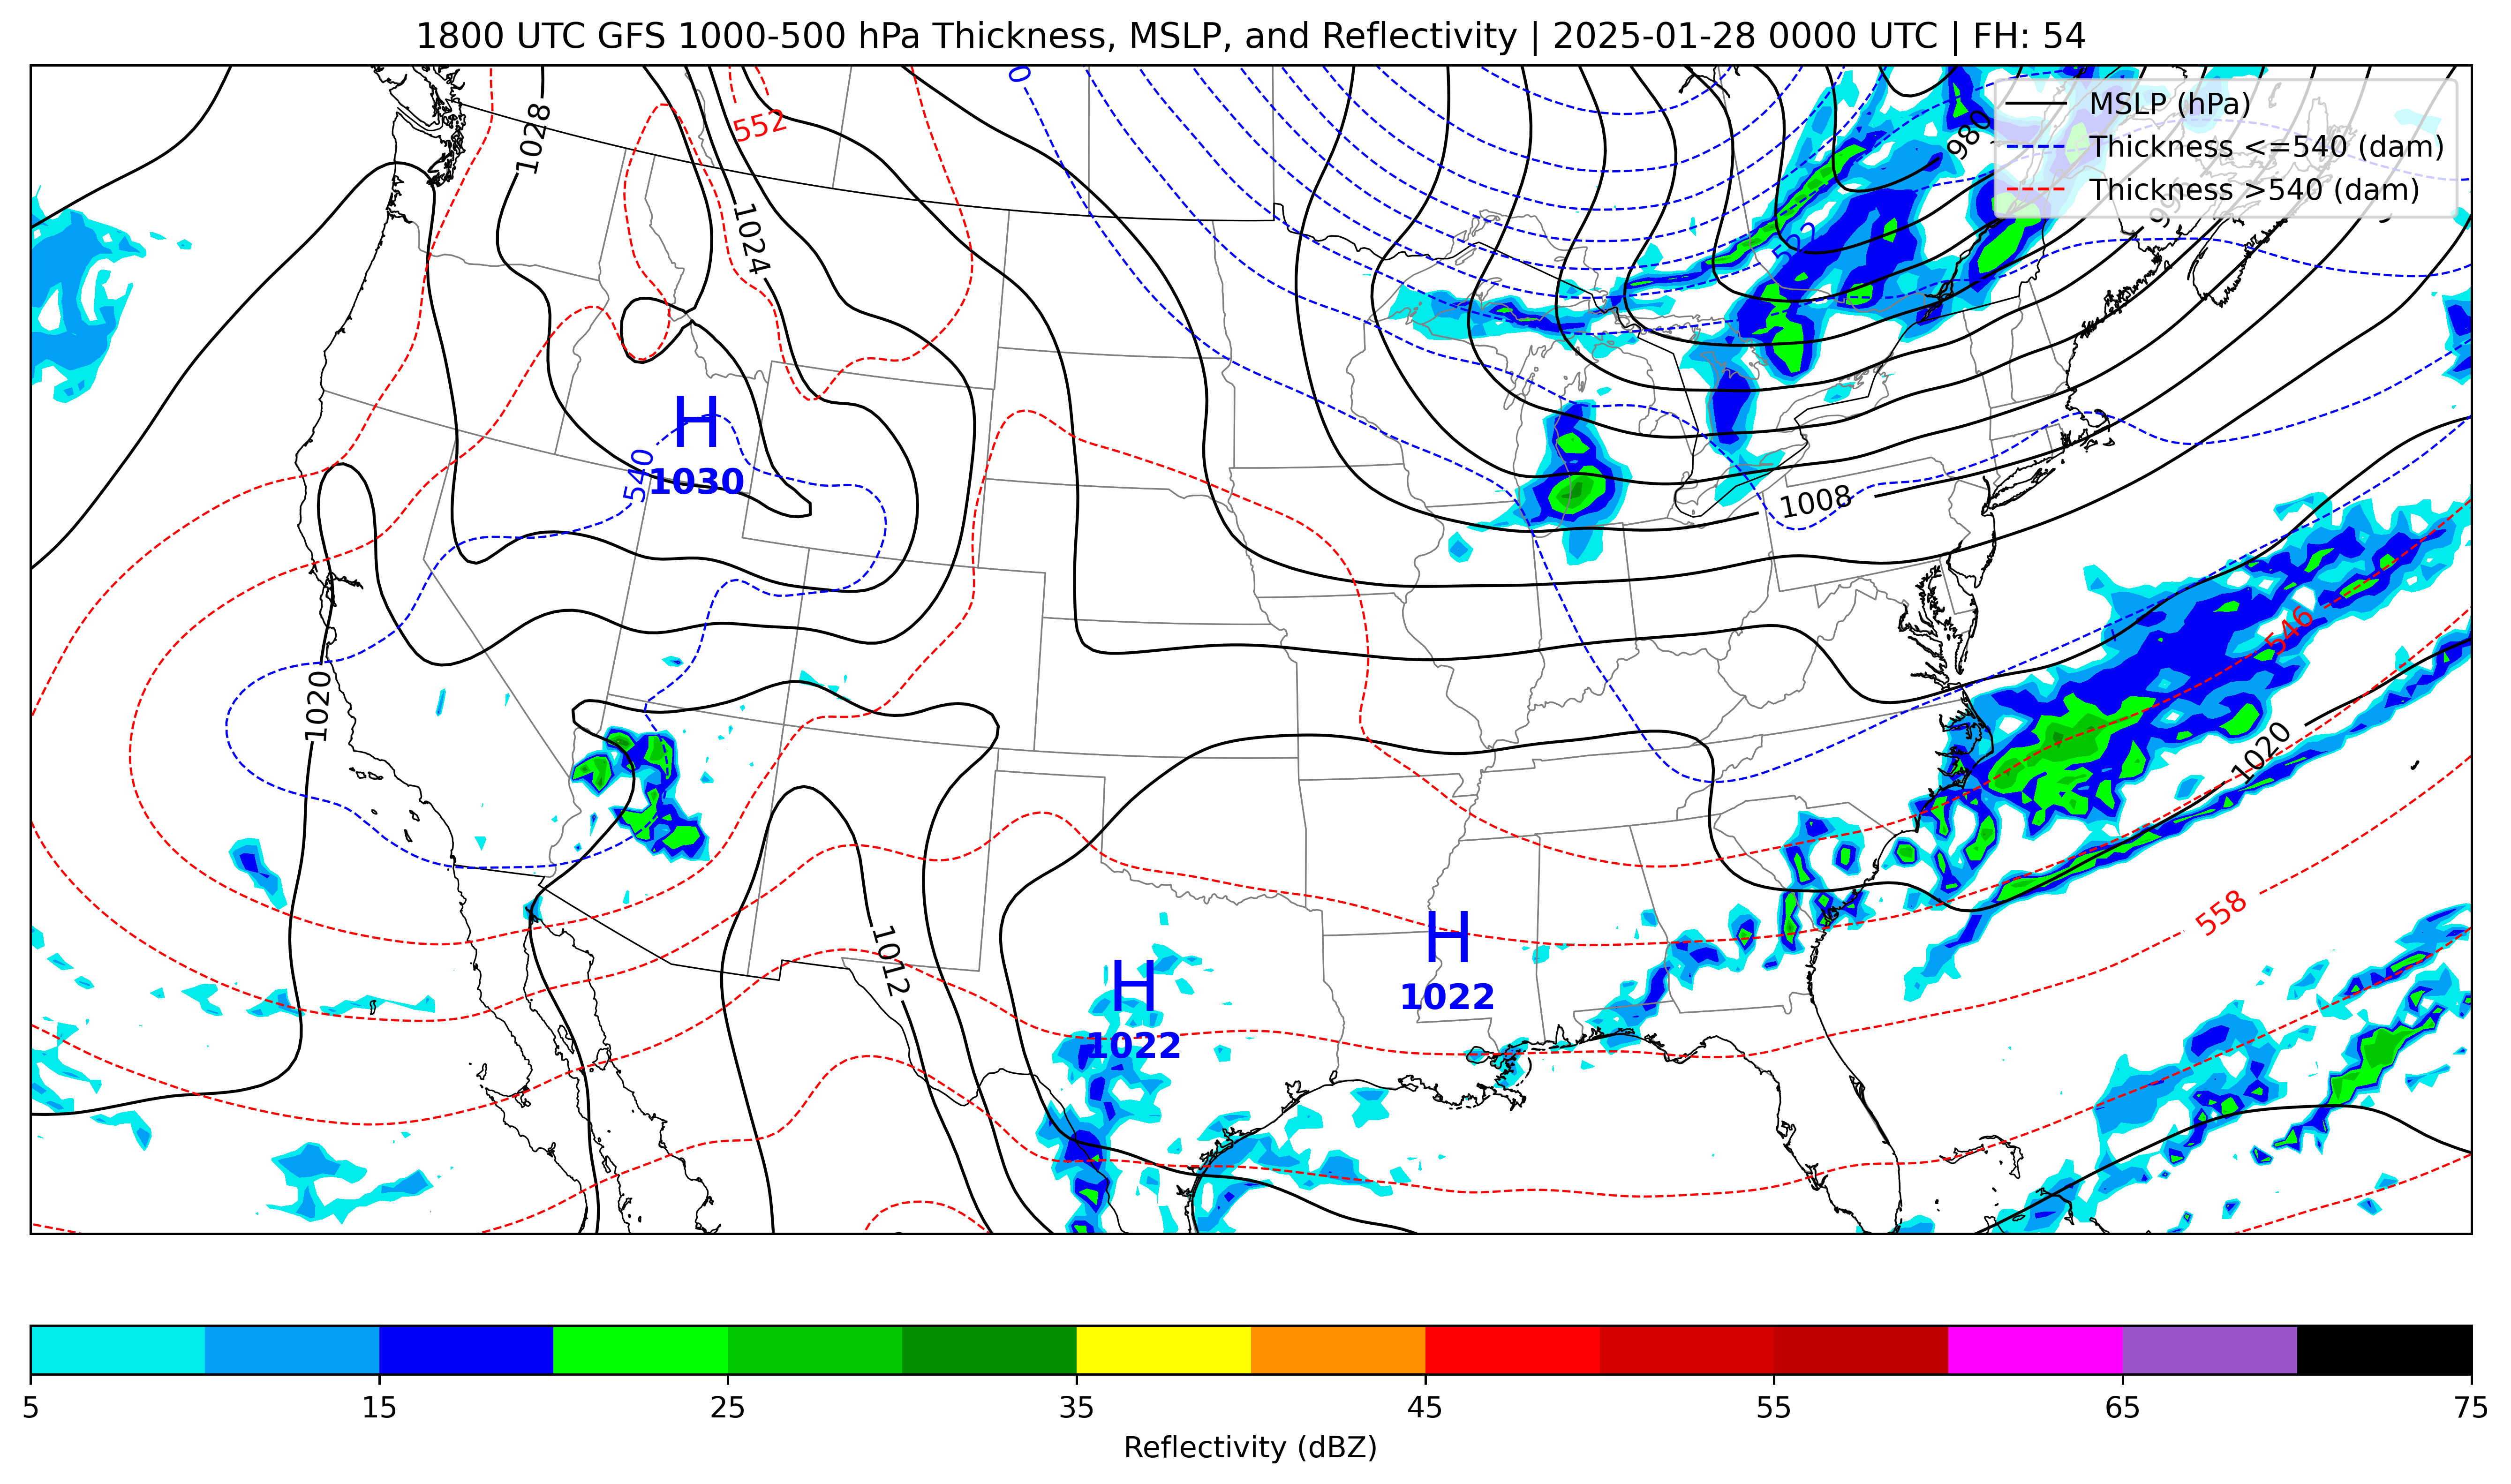 1800 UTC GFS 1000-500 hPa Thickness, MSLP, and Reflectivity | 2025-01-28 0000 UTC | FH: 54
MSLP (hPa)
Thickness <=540 (dam)
Thickness >540 (dam)
0
552
1028
980
1024
H
1030
540
1008
546
1020
1020
558
H
1022
H
1022
1012
5 15 25 35 45 55 65 75
Reflectivity (dBZ)